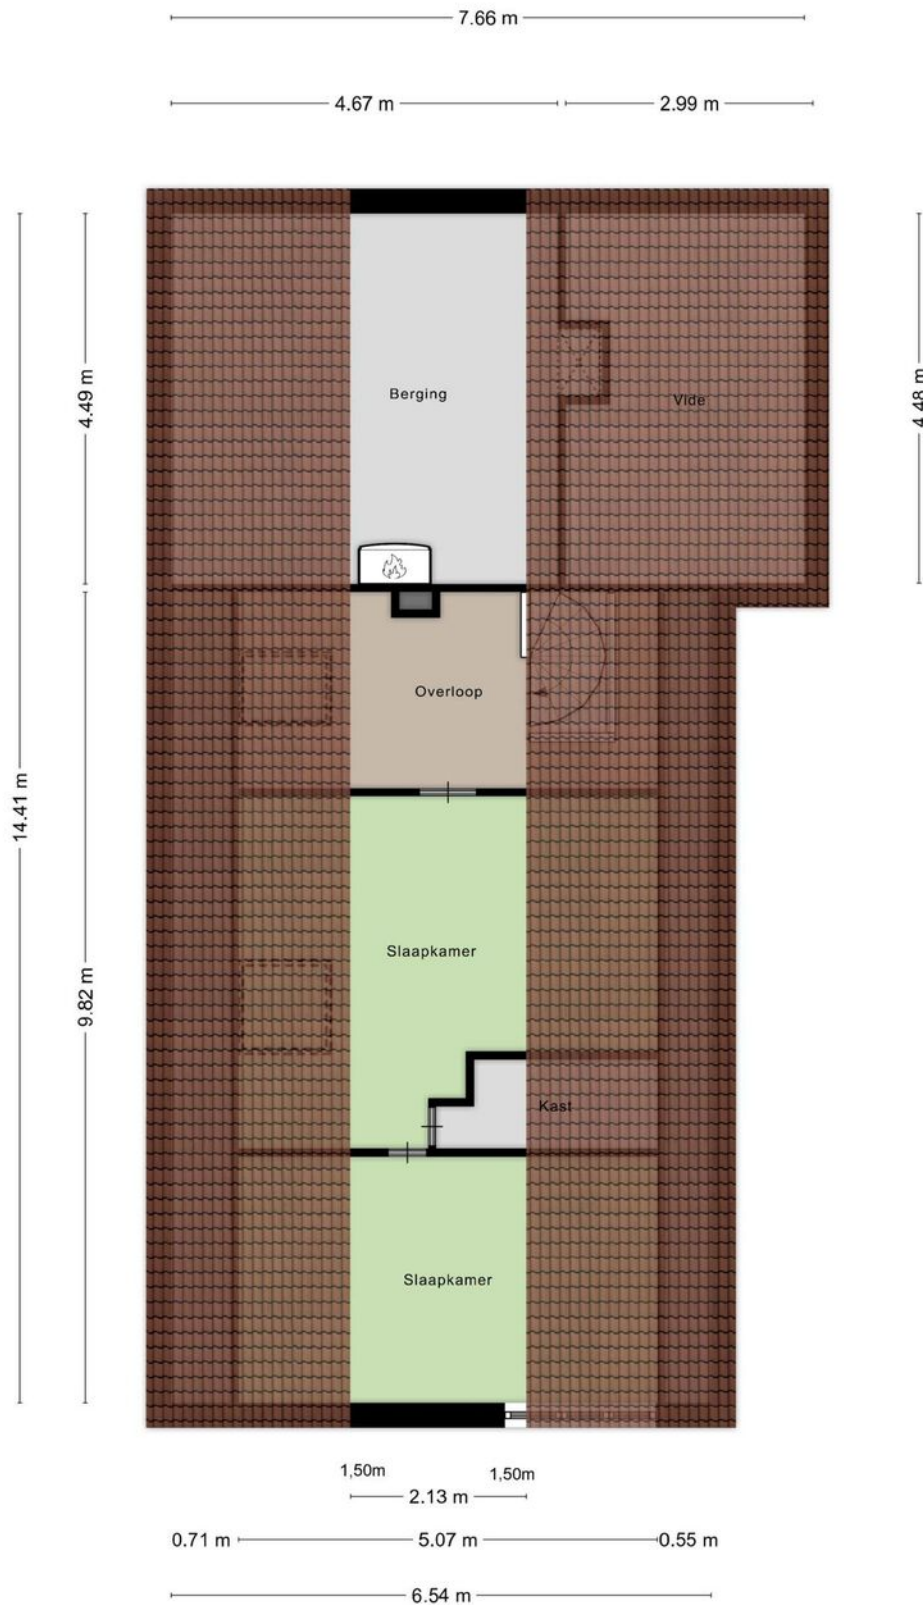 7.66 m
4.67 m
2.99 m
4.49 m
4.48 m
Berging
Vide
Overloop
14.41 m
Slaapkamer
9.82 m
Kast
Slaapkamer
1,50m
1,50m
2.13 m
0.71 m
5.07 m
0.55 m
6.54 m